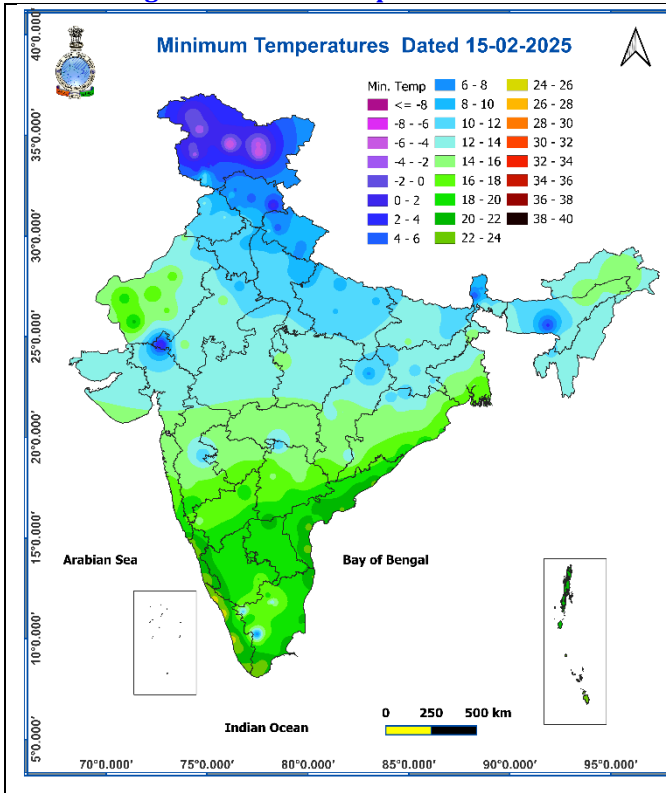 Minimum Temperatures Dated 15-02-2025
Min. Temp
<= -8
-8 - -6
-6 - -4
-4 - -2
-2 - 0
0 - 2
2 - 4
4 - 6
6 - 8
8 - 10
10 - 12
12 - 14
14 - 16
16 - 18
18 - 20
20 - 22
22 - 24
24 - 26
26 - 28
28 - 30
30 - 32
32 - 34
34 - 36
36 - 38
38 - 40
40°0.000'
35°0.000'
30°0.000'
25°0.000'
20°0.000'
15°0.000'
10°0.000'
5°0.000'
Arabian Sea
Bay of Bengal
Indian Ocean
0 250 500 km
70°0.000' 75°0.000' 80°0.000' 85°0.000' 90°0.000' 95°0.000'